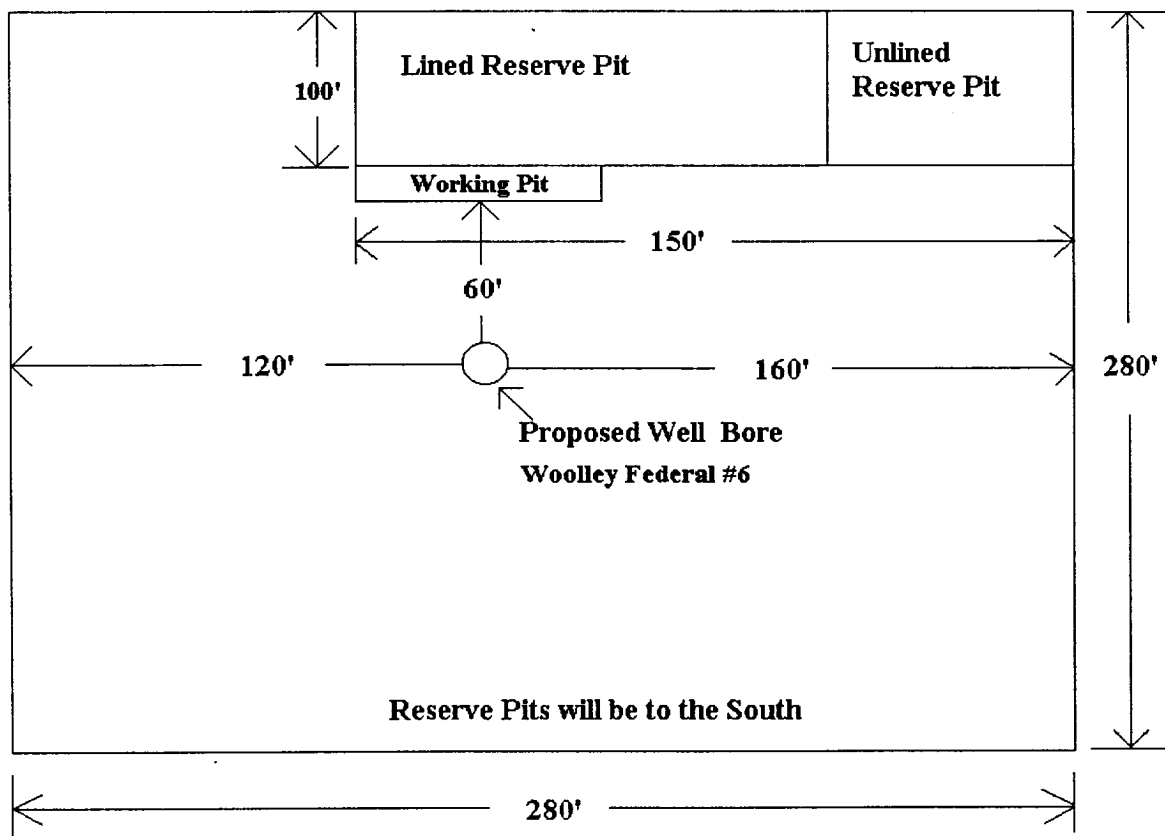 Lined Reserve Pit
Unlined
Reserve Pit
100'
Working Pit
150'
60'
120'
160'
280'
Proposed Well Bore
Woolley Federal #6
Reserve Pits will be to the South
280'